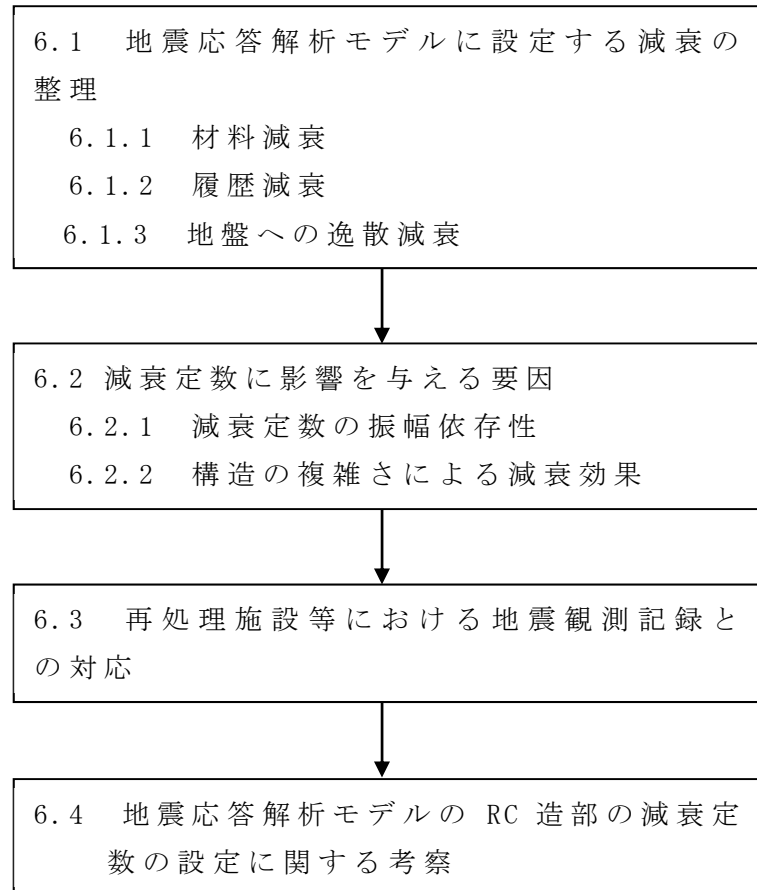 6.1 地震応答解析モデルに設定する減衰の
整理
6.1.1 材料減衰
6.1.2 履歴減衰
6.1.3 地盤への逸散減衰
6.2 減衰定数に影響を与える要因
6.2.1 減衰定数の振幅依存性
6.2.2 構造の複雑さによる減衰効果
6.3 再処理施設等における地震観測記録と
の対応
6.4 地震応答解析モデルの RC 造部の減衰定
数の設定に関する考察